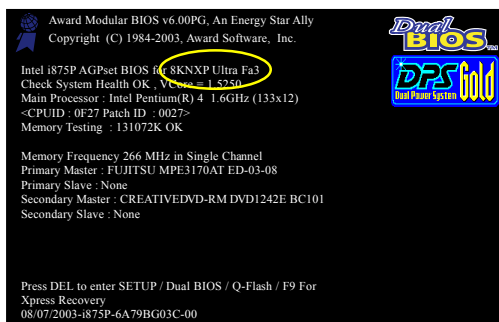 Award Modular BIOS v6.00PG, An Energy Star Ally
Copyright (C) 1984-2003, Award Software, Inc.
Dual
BIOS TM
DPS Gold
Dual Power System
Intel i875P AGPset BIOS for 8KNXP Ultra Fa3
Check System Health OK , VCore = 1.5250
Main Processor : Intel Pentium(R) 4 1.6GHz (133x12)
<CPUID : 0F27 Patch ID : 0027>
Memory Testing : 131072K OK
Memory Frequency 266 MHz in Single Channel
Primary Master : FUJITSU MPE3170AT ED-03-08
Primary Slave : None
Secondary Master : CREATIVEDVD-RM DVD1242E BC101
Secondary Slave : None
Press DEL to enter SETUP / Dual BIOS / Q-Flash / F9 For
Xpress Recovery
08/07/2003-i875P-6A79BG03C-00